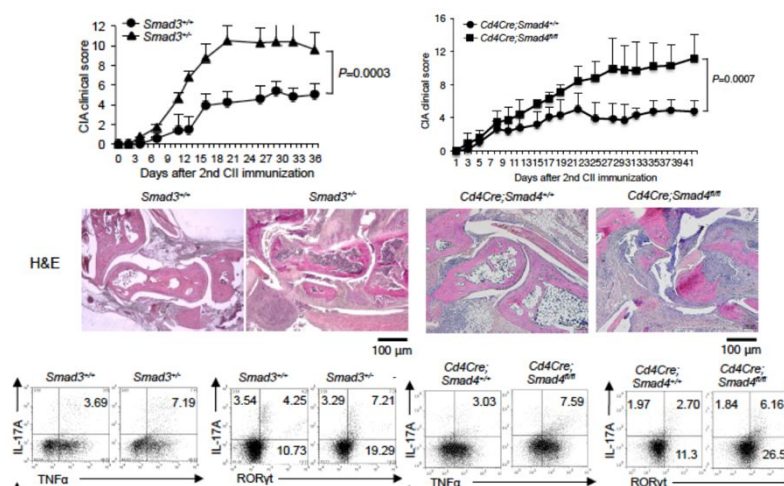 Smad3+/+
Smad3+/-
CIA clinical score
12
10
8
6
4
2
0
P=0.0003
0 3 6 9 12 15 18 21 24 27 30 33 36
Days after 2nd CII immunization
Cd4Cre;Smad4+/+
Cd4Cre;Smad4fl/fl
CIA clinical score
16
12
8
4
0
P=0.0007
1 3 5 7 9 11 13 15 17 19 21 23 25 27 29 31 33 35 37 39 41
Days after 2nd CII immunization
Smad3+/+ Smad3+/- Cd4Cre;Smad4+/+ Cd4Cre;Smad4fl/fl
H&E
100 µm 100 µm
Smad3+/+ Smad3+/-
3.69 7.19
IL-17A
TNFα
Smad3+/+ Smad3+/-
3.54 4.25 3.29 7.21
10.73 19.29
IL-17A
RORγt
Cd4Cre; Cd4Cre;
Smad4+/+ Smad4fl/fl
3.03 7.59
IL-17A
TNFα
Cd4Cre; Cd4Cre;
Smad4+/+ Smad4fl/fl
1.97 2.70 1.84 6.16
11.3 26.5
IL-17A
RORγt